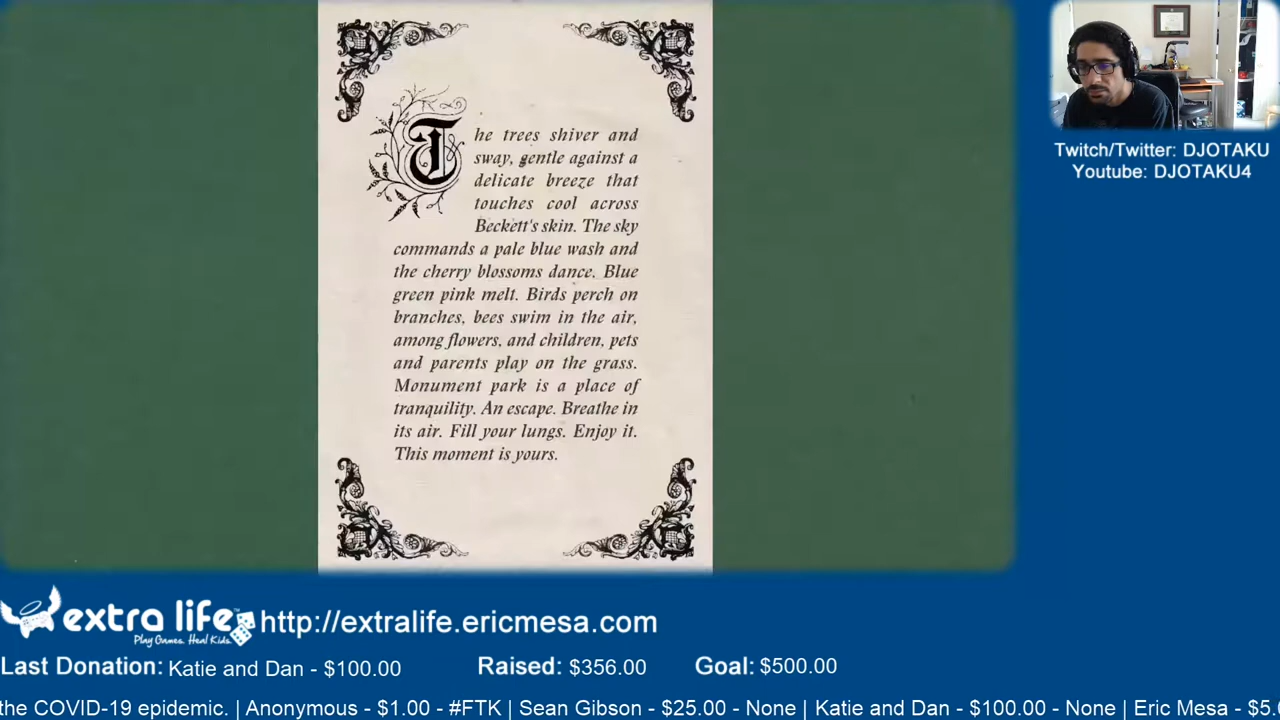 The trees shiver and
sway, gentle against a
delicate breeze that
touches cool across
Beckett's skin. The sky
commands a pale blue wash and
the cherry blossoms dance. Blue
green pink melt. Birds perch on
branches, bees swim in the air,
among flowers, and children, pets
and parents play on the grass.
Monument park is a place of
tranquility. An escape. Breathe in
its air. Fill your lungs. Enjoy it.
This moment is yours.
Twitch/Twitter: DJOTAKU
Youtube: DJOTAKU4
extra life
Play Games. Heal Kids.
http://extralife.ericmesa.com
Last Donation: Katie and Dan - $100.00 Raised: $356.00 Goal: $500.00
the COVID-19 epidemic. | Anonymous - $1.00 - #FTK | Sean Gibson - $25.00 - None | Katie and Dan - $100.00 - None | Eric Mesa - $5.